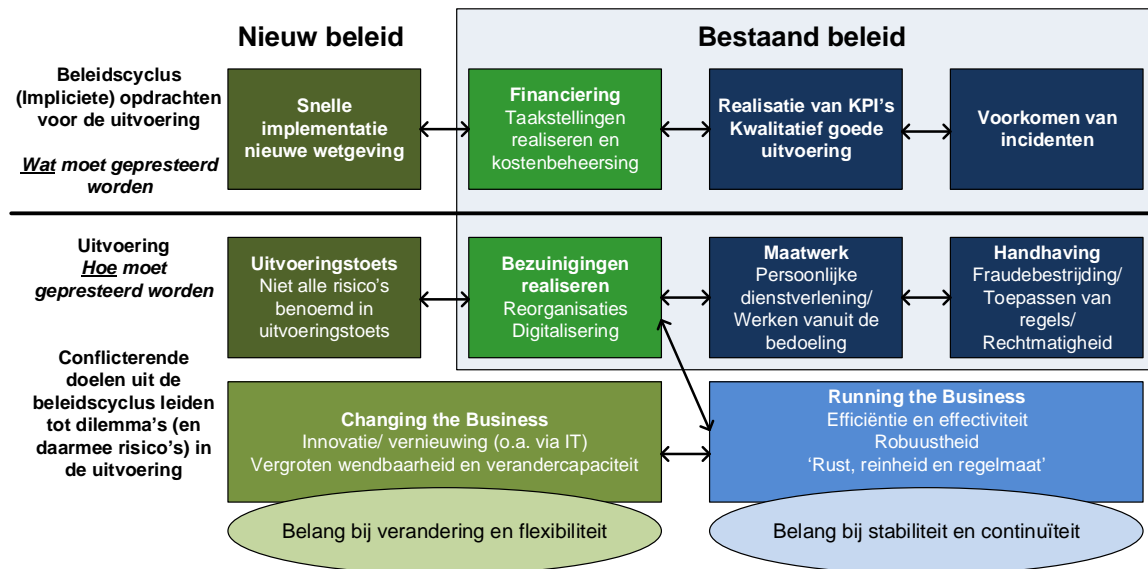 Nieuw beleid
Bestaand beleid
Beleidscyclus
(Impliciete) opdrachten
voor de uitvoering
Wat moet gepresteerd
worden
Snelle
implementatie
nieuwe wetgeving
Financiering
Taakstellingen
realiseren en
kostenbeheersing
Realisatie van KPI's
Kwalitatief goede
uitvoering
Voorkomen van
incidenten
Uitvoering
Hoe moet
gepresteerd worden
Uitvoeringstoets
Niet alle risico's
benoemd in
uitvoeringstoets
Bezuinigingen
realiseren
Reorganisaties
Digitalisering
Maatwerk
Persoonlijke
dienstverlening/
Werken vanuit de
bedoeling
Handhaving
Fraudebestrijding/
Toepassen van
regels/
Rechtmatigheid
Conflicterende
doelen uit de
beleidscyclus leiden
tot dilemma's (en
daarmee risico's) in
de uitvoering
Changing the Business
Innovatie/ vernieuwing (o.a. via IT)
Vergroten wendbaarheid en verandercapaciteit
Running the Business
Efficiëntie en effectiviteit
Robuustheid
'Rust, reinheid en regelmaat'
Belang bij verandering en flexibiliteit
Belang bij stabiliteit en continuïteit